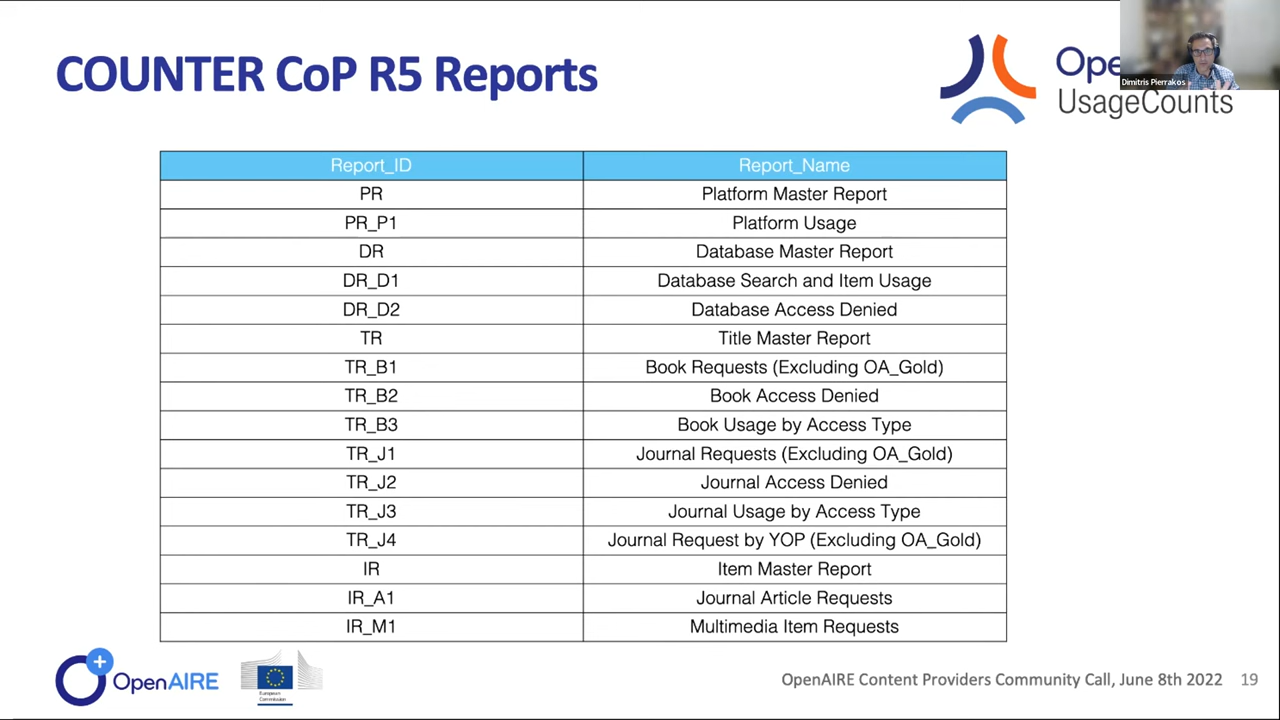 COUNTER CoP R5 Reports
Ope
UsageCounts
Dimitris Pierrakos
Report_ID Report_Name
PR Platform Master Report
PR_P1 Platform Usage
DR Database Master Report
DR_D1 Database Search and Item Usage
DR_D2 Database Access Denied
TR Title Master Report
TR_B1 Book Requests (Excluding OA_Gold)
TR_B2 Book Access Denied
TR_B3 Book Usage by Access Type
TR_J1 Journal Requests (Excluding OA_Gold)
TR_J2 Journal Access Denied
TR_J3 Journal Usage by Access Type
TR_J4 Journal Request by YOP (Excluding OA_Gold)
IR Item Master Report
IR_A1 Journal Article Requests
IR_M1 Multimedia Item Requests
OpenAIRE
European
Commission
OpenAIRE Content Providers Community Call, June 8th 2022 19